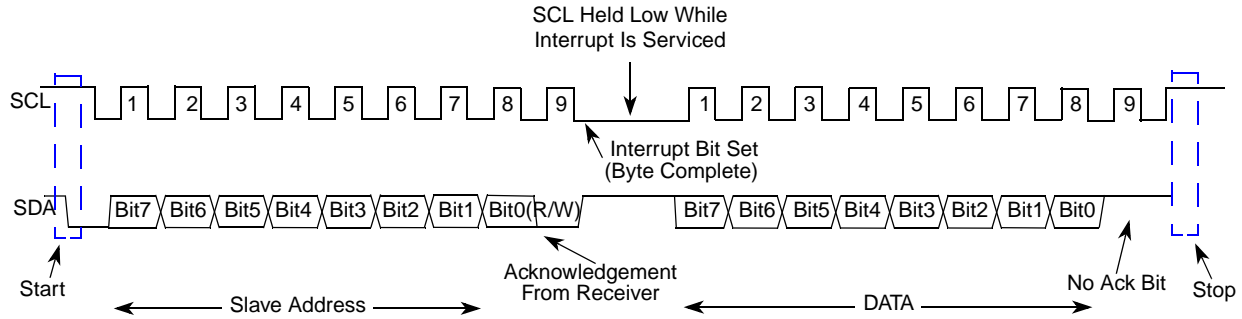 SCL Held Low While
Interrupt Is Serviced
SCL
1 2 3 4 5 6 7 8 9 1 2 3 4 5 6 7 8 9
Interrupt Bit Set
(Byte Complete)
SDA
Bit7 Bit6 Bit5 Bit4 Bit3 Bit2 Bit1 Bit0(R/W) Bit7 Bit6 Bit5 Bit4 Bit3 Bit2 Bit1 Bit0
Start
Acknowledgement
From Receiver
No Ack Bit
Stop
Slave Address
DATA